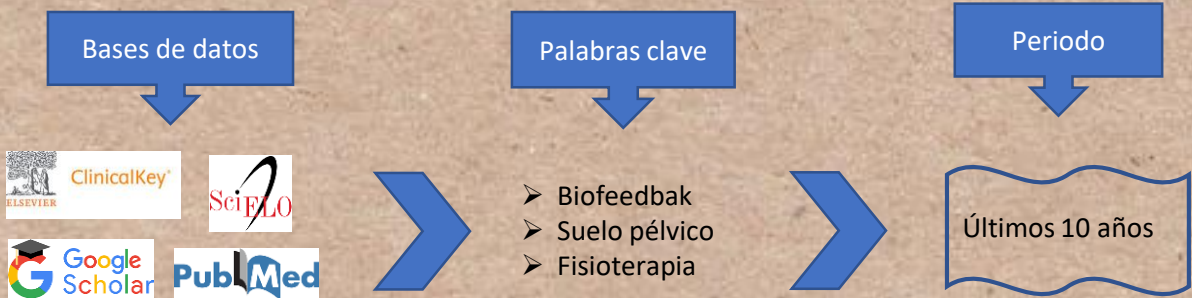 Bases de datos
Palabras clave
Periodo
ELSEVIER
ClinicalKey®
SciELO
Google
Scholar
PubMed
➢ Biofeedbak
➢ Suelo pélvico
➢ Fisioterapia
Últimos 10 años